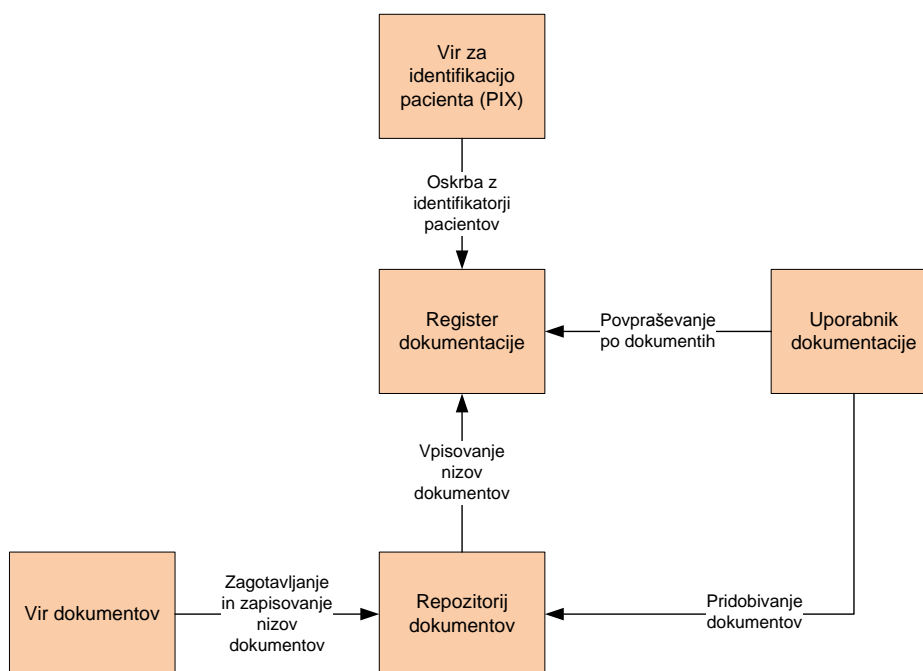 Vir za
identifikacijo
pacienta (PIX)
Oskrba z
identifikatorji
pacientov
Register
dokumentacije
Povpraševanje
po dokumentih
Uporabnik
dokumentacije
Vpisovanje
nizov
dokumentov
Vir dokumentov
Zagotavljanje
in zapisovanje
nizov
dokumentov
Repozitorij
dokumentov
Pridobivanje
dokumentov